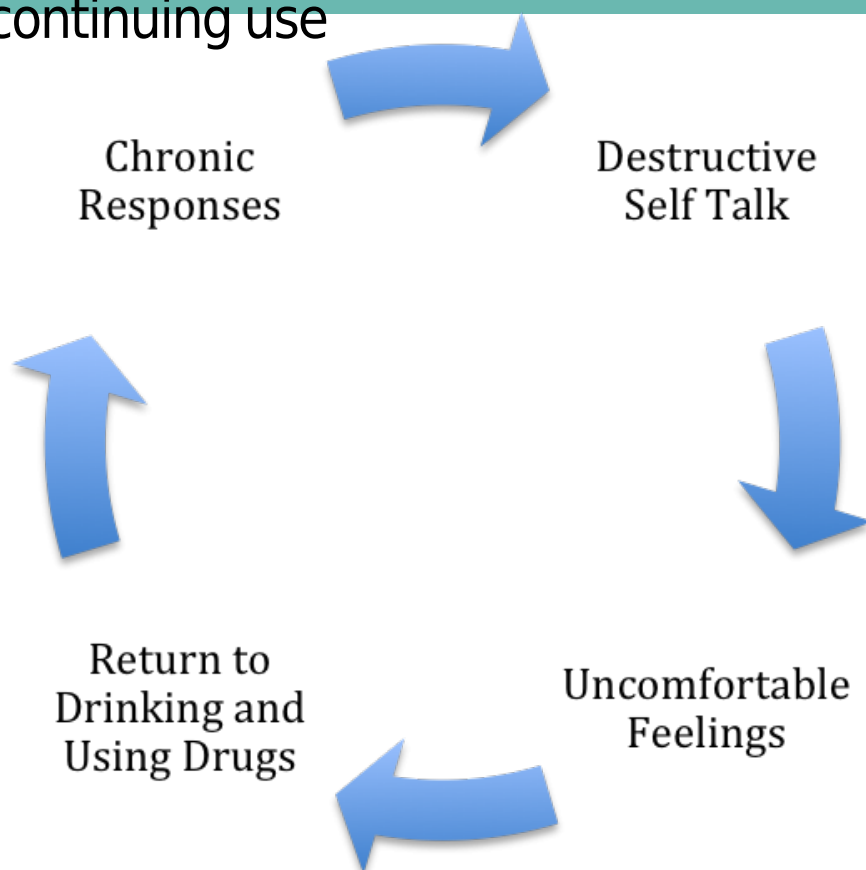 continuing use
Chronic
Responses
Destructive
Self Talk
Uncomfortable
Feelings
Return to
Drinking and
Using Drugs